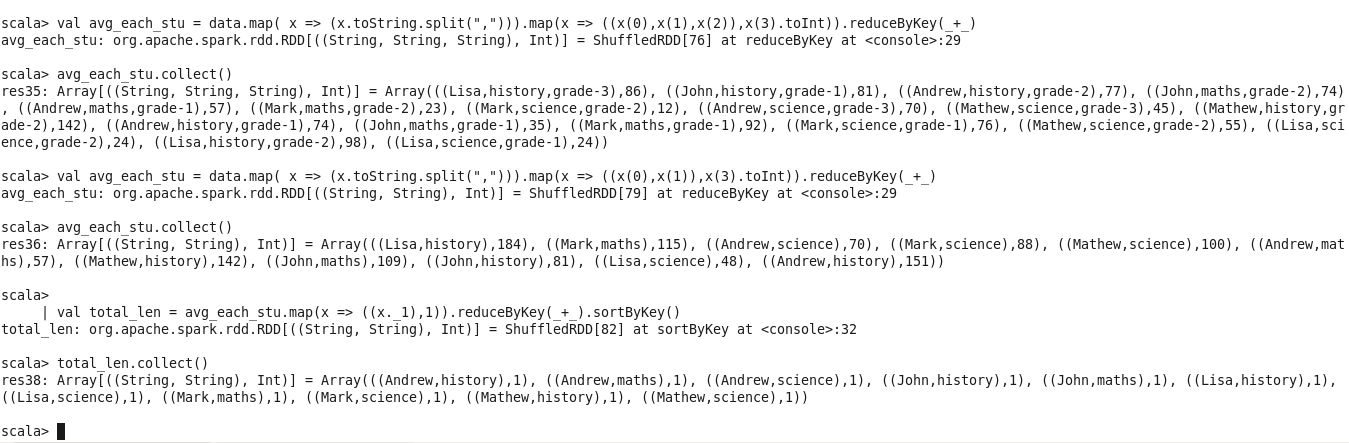 scala> val avg_each_stu = data.map( x => (x.toString.split(","))).map(x => ((x(0),x(1),x(2)),x(3).toInt)).reduceByKey(_+_)
avg_each_stu: org.apache.spark.rdd.RDD[((String, String, String), Int)] = ShuffledRDD[76] at reduceByKey at <console>:29
scala> avg_each_stu.collect()
res35: Array[((String, String, String), Int)] = Array(((Lisa,history,grade-3),86), ((John,history,grade-1),81), ((Andrew,history,grade-2),77), ((John,maths,grade-2),74)
, ((Andrew,maths,grade-1),57), ((Mark,maths,grade-2),23), ((Mark,science,grade-2),12), ((Andrew,science,grade-3),70), ((Mathew,science,grade-3),45), ((Mathew,history,gr
ade-2),142), ((Andrew,history,grade-1),74), ((John,maths,grade-1),35), ((Mark,maths,grade-1),92), ((Mark,science,grade-1),76), ((Mathew,science,grade-2),55), ((Lisa,sci
ence,grade-2),24), ((Lisa,history,grade-2),98), ((Lisa,science,grade-1),24))
scala> val avg_each_stu = data.map( x => (x.toString.split(","))).map(x => ((x(0),x(1)),x(3).toInt)).reduceByKey(_+_)
avg_each_stu: org.apache.spark.rdd.RDD[((String, String), Int)] = ShuffledRDD[79] at reduceByKey at <console>:29
scala> avg_each_stu.collect()
res36: Array[((String, String), Int)] = Array(((Lisa,history),184), ((Mark,maths),115), ((Andrew,science),70), ((Mark,science),88), ((Mathew,science),100), ((Andrew,mat
hs),57), ((Mathew,history),142), ((John,maths),109), ((John,history),81), ((Lisa,science),48), ((Andrew,history),151))
scala>
| val total_len = avg_each_stu.map(x => ((x._1),1)).reduceByKey(_+_).sortByKey()
total_len: org.apache.spark.rdd.RDD[((String, String), Int)] = ShuffledRDD[82] at sortByKey at <console>:32
scala> total_len.collect()
res38: Array[((String, String), Int)] = Array(((Andrew,history),1), ((Andrew,maths),1), ((Andrew,science),1), ((John,history),1), ((John,maths),1), ((Lisa,history),1),
((Lisa,science),1), ((Mark,maths),1), ((Mark,science),1), ((Mathew,history),1), ((Mathew,science),1))
scala>